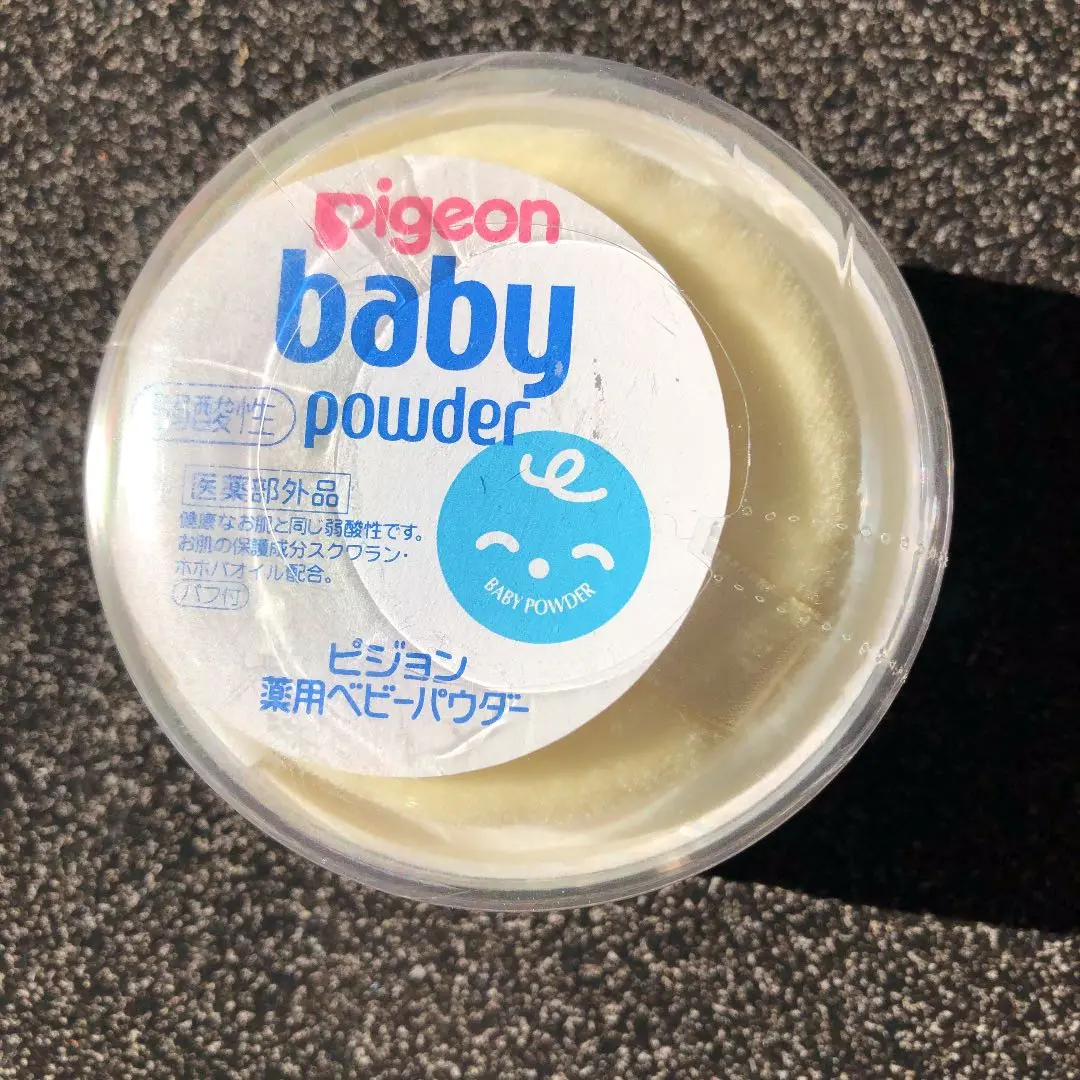 Pigeon
baby
powder
弱酸性
医薬部外品
健康なお肌と同じ弱酸性です。
お肌の保護成分スクワラン・
ホホバオイル配合。
パフ付
BABY POWDER
ピジョン
薬用ベビーパウダー